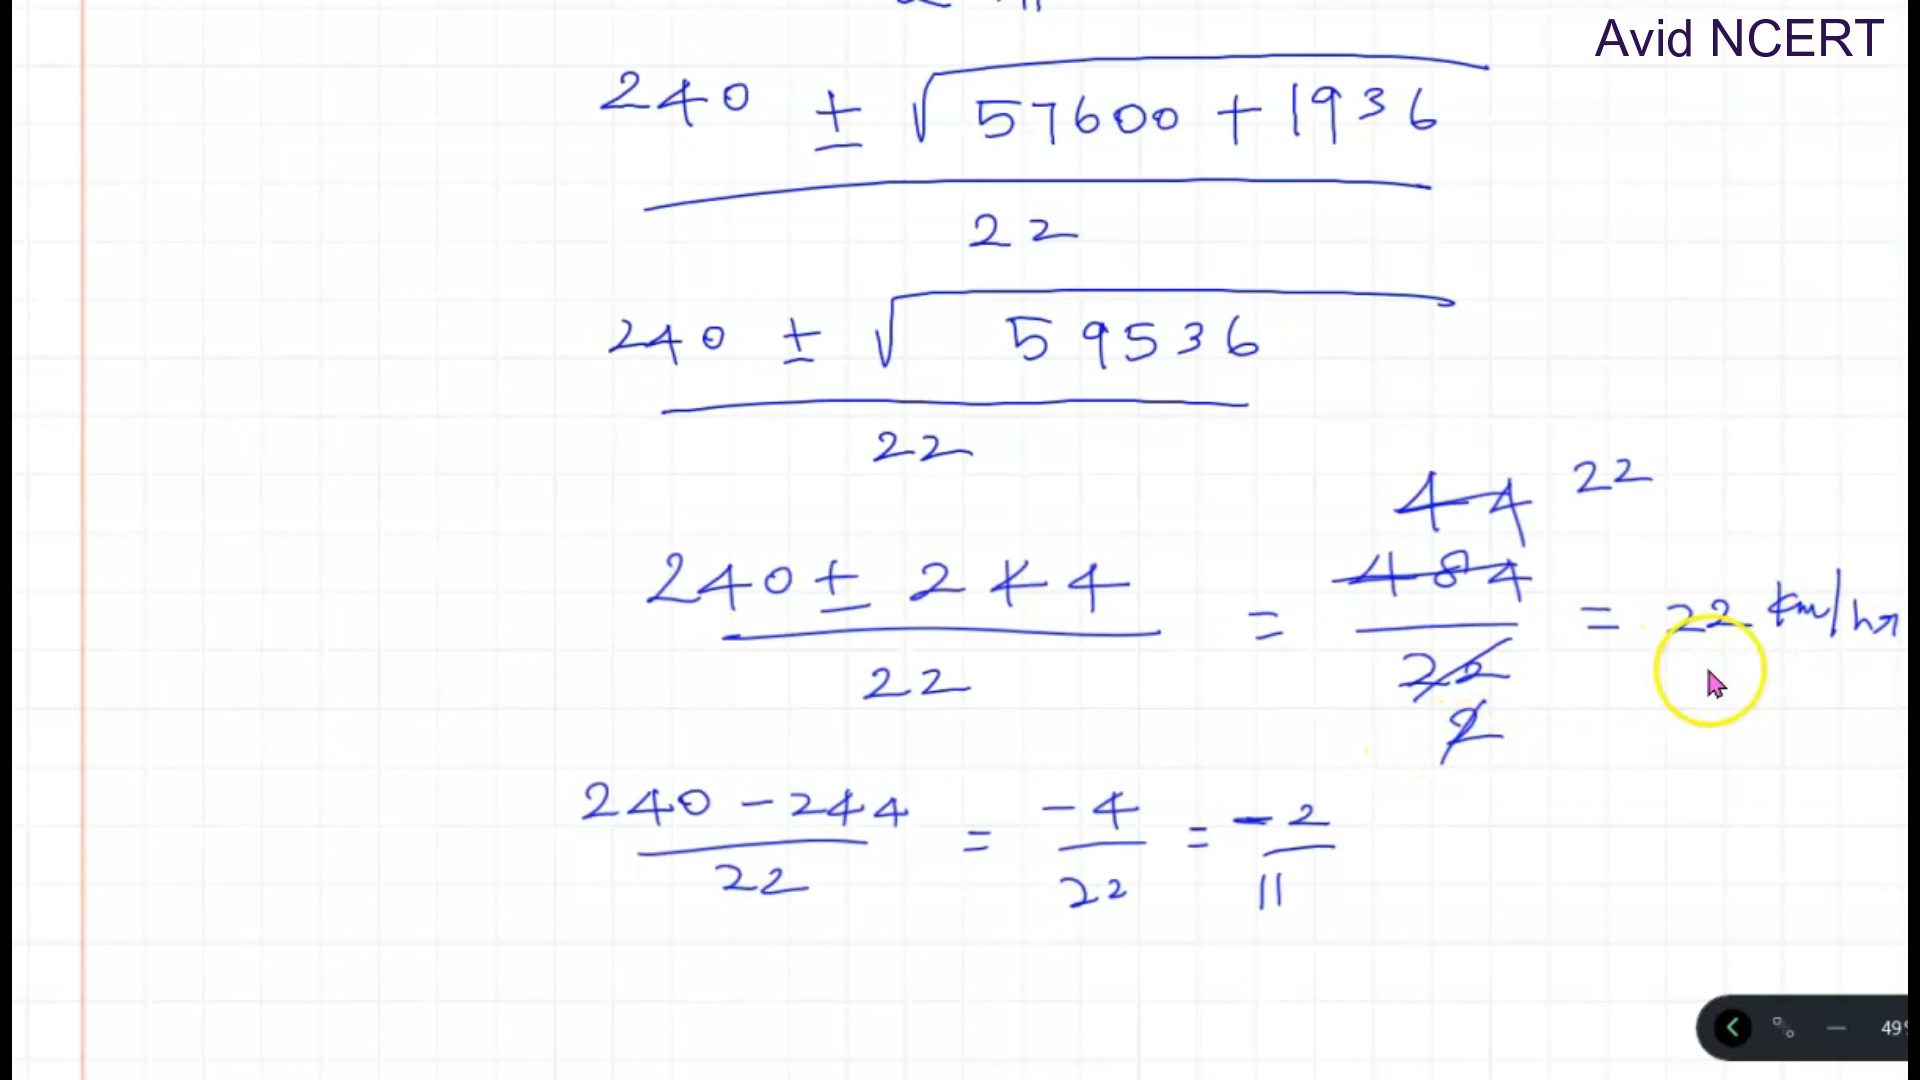 Avid NCERT
240 ± √57600 + 1936
22
240 ± √59536
22
44 22
240 ± 244 = 484 = 22 km/hr
22 22
2
240 - 244 = -4 = -2
22 22 11
49